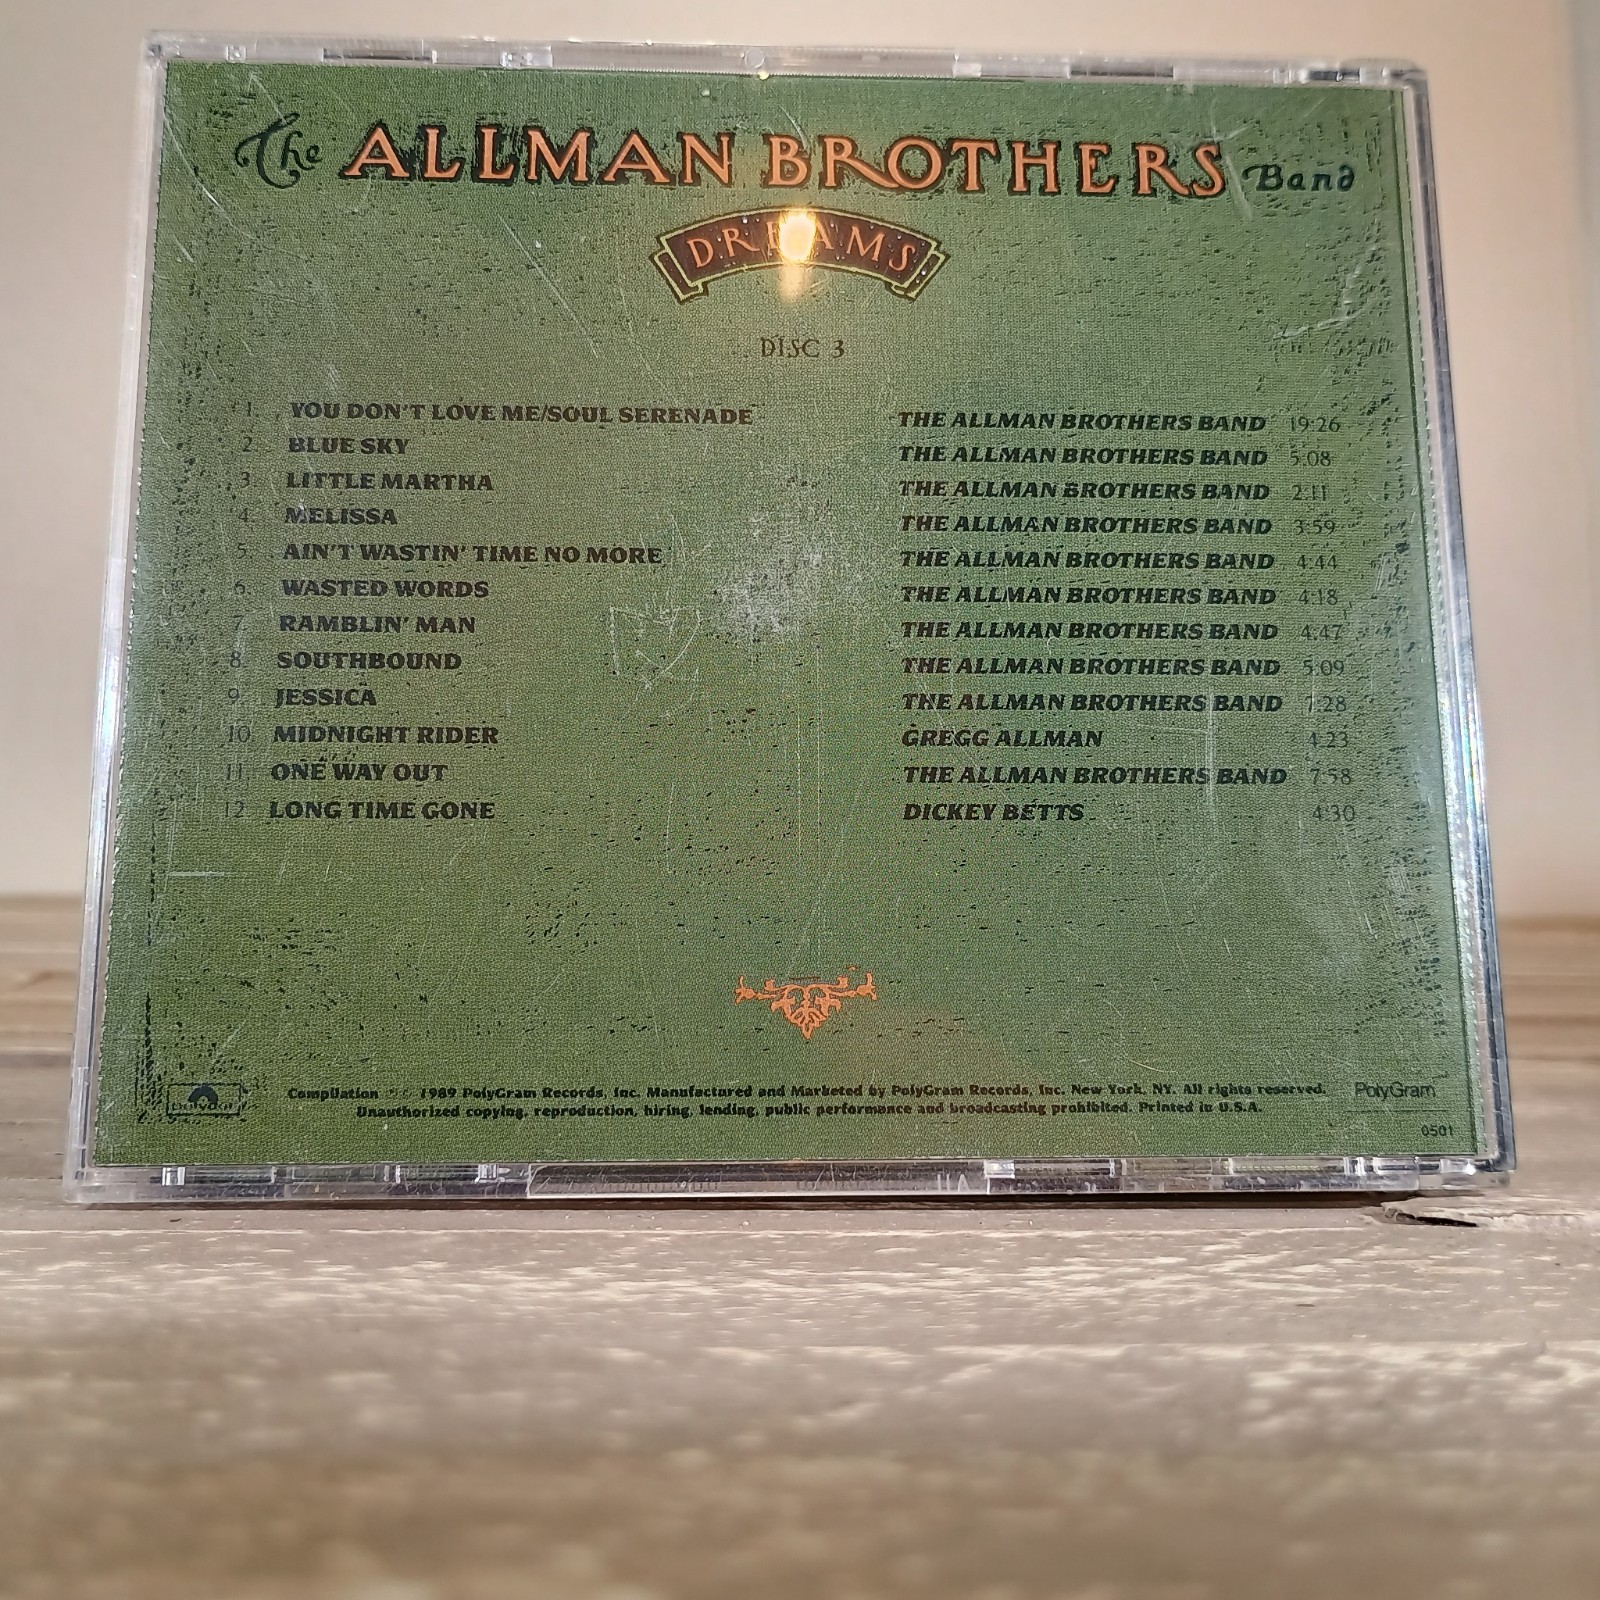 The ALLMAN BROTHERS Band
DREAMS
DISC 3
1. YOU DON'T LOVE ME/SOUL SERENADE THE ALLMAN BROTHERS BAND 19:26
2. BLUE SKY THE ALLMAN BROTHERS BAND 5:08
3. LITTLE MARTHA THE ALLMAN BROTHERS BAND 2:11
4. MELISSA THE ALLMAN BROTHERS BAND 3:59
5. AIN'T WASTIN' TIME NO MORE THE ALLMAN BROTHERS BAND 4:44
6. WASTED WORDS THE ALLMAN BROTHERS BAND 4:18
7. RAMBLIN' MAN THE ALLMAN BROTHERS BAND 4:47
8. SOUTHBOUND THE ALLMAN BROTHERS BAND 5:09
9. JESSICA THE ALLMAN BROTHERS BAND 7:28
10. MIDNIGHT RIDER GREGG ALLMAN 4:23
11. ONE WAY OUT THE ALLMAN BROTHERS BAND 7:58
12. LONG TIME GONE DICKEY BETTS 4:30
polydor Compilation ℗ © 1989 PolyGram Records, Inc. Manufactured and Marketed by PolyGram Records, Inc. New York, NY. All rights reserved. PolyGram
Unauthorized copying, reproduction, hiring, lending, public performance and broadcasting prohibited. Printed in U.S.A.
0501